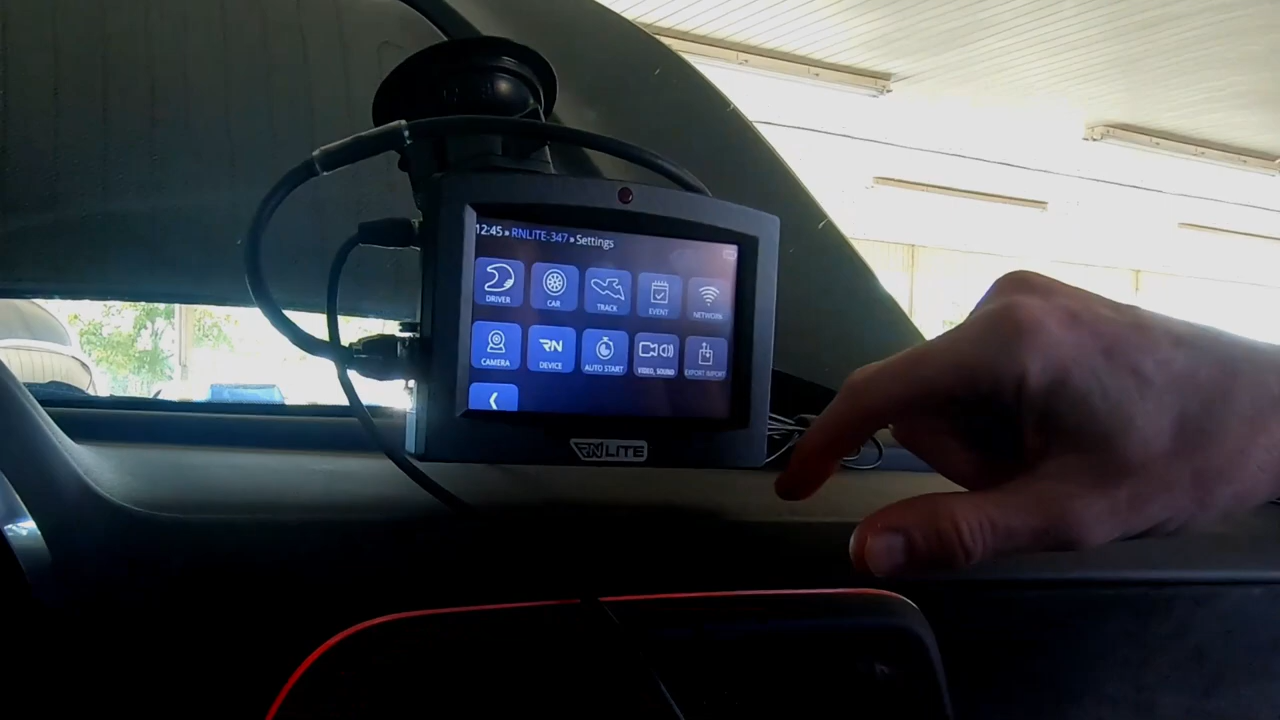 12:45 » RNLITE-347 » Settings
DRIVER CAR TRACK EVENT NETWORK
CAMERA RN DEVICE AUTO START VIDEO, SOUND EXPORT IMPORT
RNLITE